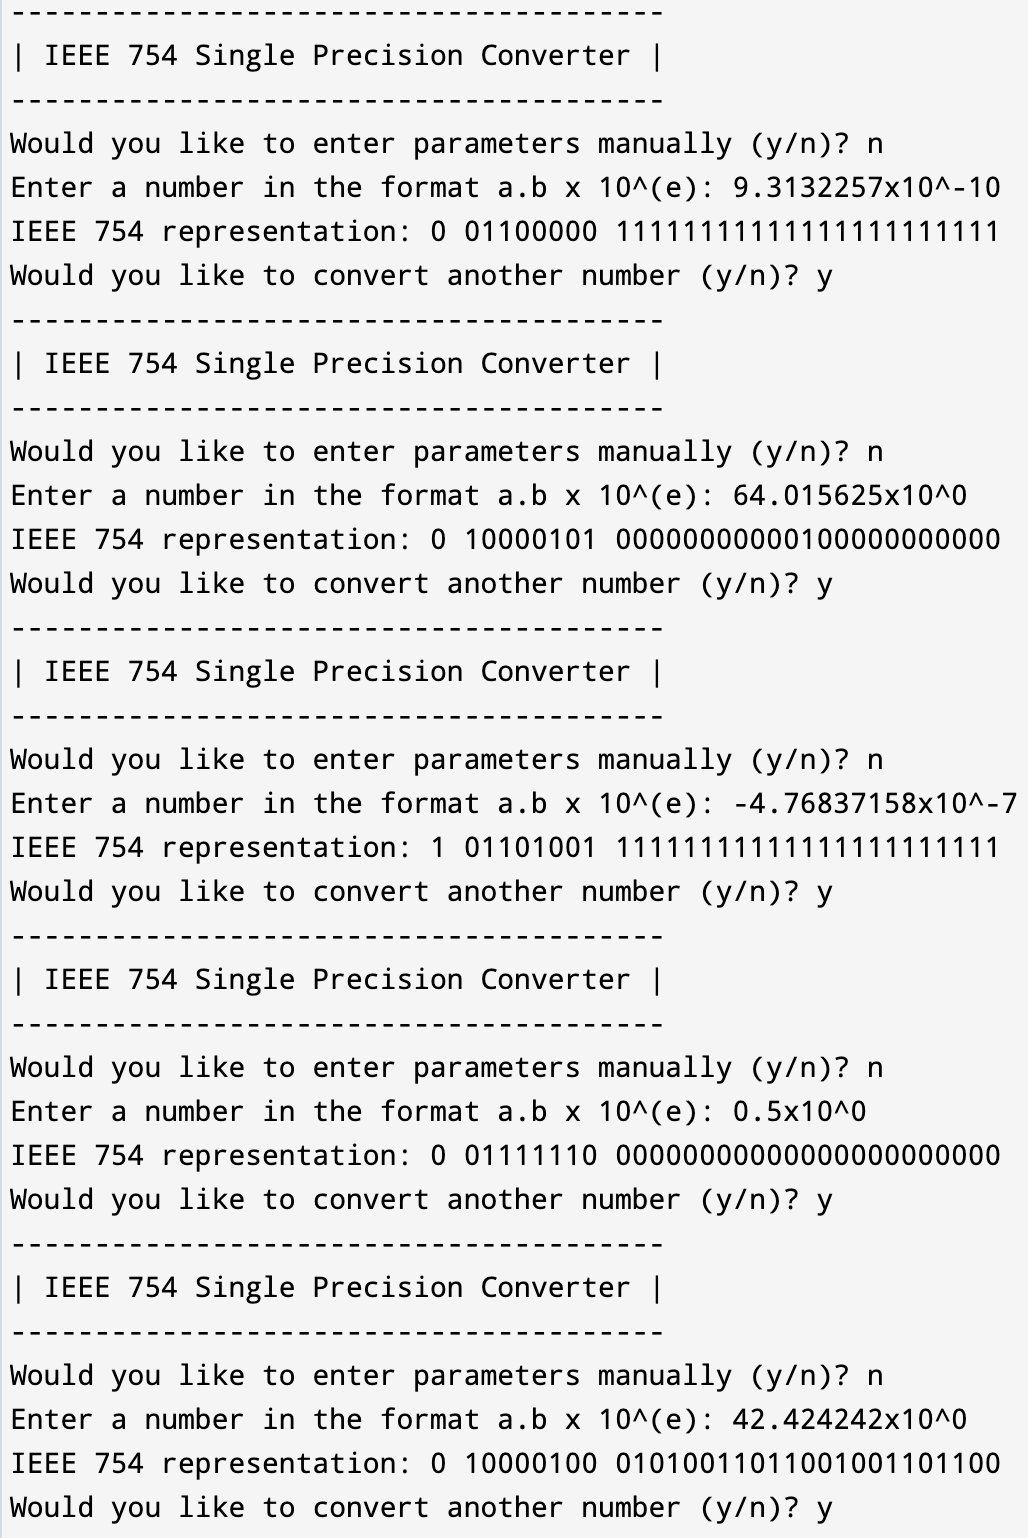 ---------------------------------------
| IEEE 754 Single Precision Converter |
---------------------------------------
Would you like to enter parameters manually (y/n)? n
Enter a number in the format a.b x 10^(e): 9.3132257x10^-10
IEEE 754 representation: 0 01100000 11111111111111111111111
Would you like to convert another number (y/n)? y
---------------------------------------
| IEEE 754 Single Precision Converter |
---------------------------------------
Would you like to enter parameters manually (y/n)? n
Enter a number in the format a.b x 10^(e): 64.015625x10^0
IEEE 754 representation: 0 10000101 00000000000100000000000
Would you like to convert another number (y/n)? y
---------------------------------------
| IEEE 754 Single Precision Converter |
---------------------------------------
Would you like to enter parameters manually (y/n)? n
Enter a number in the format a.b x 10^(e): -4.76837158x10^-7
IEEE 754 representation: 1 01101001 11111111111111111111111
Would you like to convert another number (y/n)? y
---------------------------------------
| IEEE 754 Single Precision Converter |
---------------------------------------
Would you like to enter parameters manually (y/n)? n
Enter a number in the format a.b x 10^(e): 0.5x10^0
IEEE 754 representation: 0 01111110 00000000000000000000000
Would you like to convert another number (y/n)? y
---------------------------------------
| IEEE 754 Single Precision Converter |
---------------------------------------
Would you like to enter parameters manually (y/n)? n
Enter a number in the format a.b x 10^(e): 42.424242x10^0
IEEE 754 representation: 0 10000100 01010011011001001101100
Would you like to convert another number (y/n)? y